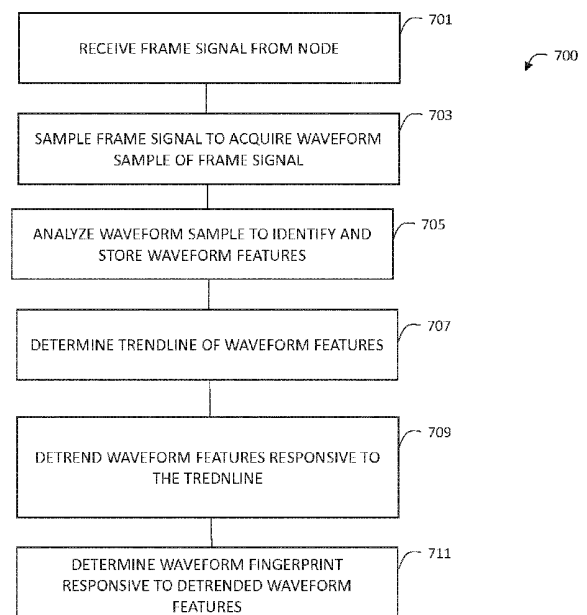 701
RECEIVE FRAME SIGNAL FROM NODE
700
703
SAMPLE FRAME SIGNAL TO ACQUIRE WAVEFORM
SAMPLE OF FRAME SIGNAL
705
ANALYZE WAVEFORM SAMPLE TO IDENTIFY AND
STORE WAVEFORM FEATURES
707
DETERMINE TRENDLINE OF WAVEFORM FEATURES
709
DETREND WAVEFORM FEATURES RESPONSIVE TO
THE TREDNLINE
711
DETERMINE WAVEFORM FINGERPRINT
RESPONSIVE TO DETRENDED WAVEFORM
FEATURES